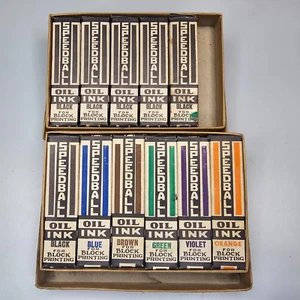 SPEEDBALL
OIL
INK
BLACK
FOR
BLOCK
PRINTING
SPEEDBALL
OIL
INK
BLACK
FOR
BLOCK
PRINTING
SPEEDBALL
OIL
INK
BLACK
FOR
BLOCK
PRINTING
SPEEDBALL
OIL
INK
BLACK
FOR
BLOCK
PRINTING
SPEEDBALL
OIL
INK
BLACK
FOR
BLOCK
PRINTING
SPEEDBALL
OIL
INK
BLACK
FOR
BLOCK
PRINTING
SPEEDBALL
OIL
INK
BLUE
FOR
BLOCK
PRINTING
SPEEDBALL
OIL
INK
BROWN
FOR
BLOCK
PRINTING
SPEEDBALL
OIL
INK
GREEN
FOR
BLOCK
PRINTING
SPEEDBALL
OIL
INK
VIOLET
FOR
BLOCK
PRINTING
SPEEDBALL
OIL
INK
ORANGE
FOR
BLOCK
PRINTING